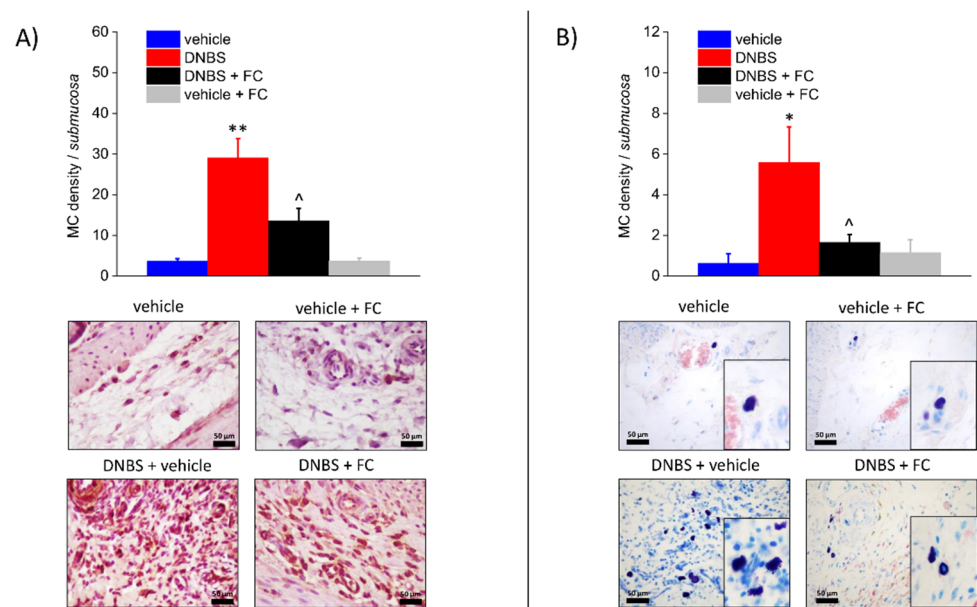 A)
60
50
40
30
20
10
0
MC density / submucosa
vehicle
DNBS
DNBS + FC
vehicle + FC
**
^
vehicle
vehicle + FC
50 µm
50 µm
DNBS + vehicle
DNBS + FC
50 µm
50 µm
B)
12
10
8
6
4
2
0
MC density / submucosa
vehicle
DNBS
DNBS + FC
vehicle + FC
*
^
vehicle
vehicle + FC
50 µm
50 µm
DNBS + vehicle
DNBS + FC
50 µm
50 µm